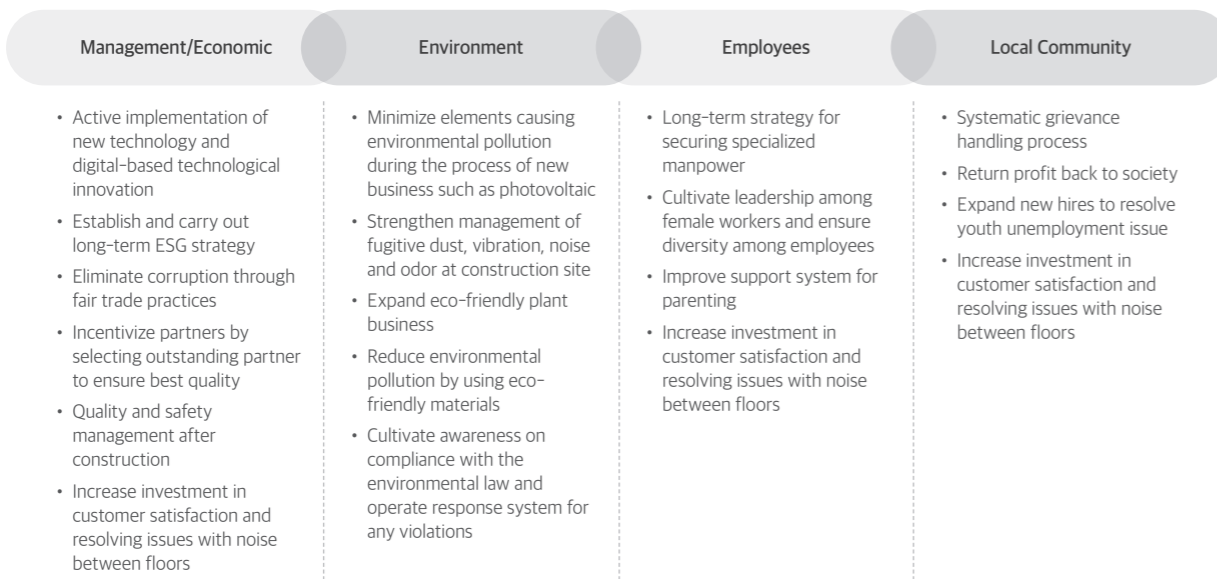 Management/Economic
Environment
Employees
Local Community
• Active implementation of
new technology and
digital-based technological
innovation
• Establish and carry out
long-term ESG strategy
• Eliminate corruption through
fair trade practices
• Incentivize partners by
selecting outstanding partner
to ensure best quality
• Quality and safety
management after
construction
• Increase investment in
customer satisfaction and
resolving issues with noise
between floors
• Minimize elements causing
environmental pollution
during the process of new
business such as photovoltaic
• Strengthen management of
fugitive dust, vibration, noise
and odor at construction site
• Expand eco-friendly plant
business
• Reduce environmental
pollution by using eco-
friendly materials
• Cultivate awareness on
compliance with the
environmental law and
operate response system for
any violations
• Long-term strategy for
securing specialized
manpower
• Cultivate leadership among
female workers and ensure
diversity among employees
• Improve support system for
parenting
• Increase investment in
customer satisfaction and
resolving issues with noise
between floors
• Systematic grievance
handling process
• Return profit back to society
• Expand new hires to resolve
youth unemployment issue
• Increase investment in
customer satisfaction and
resolving issues with noise
between floors